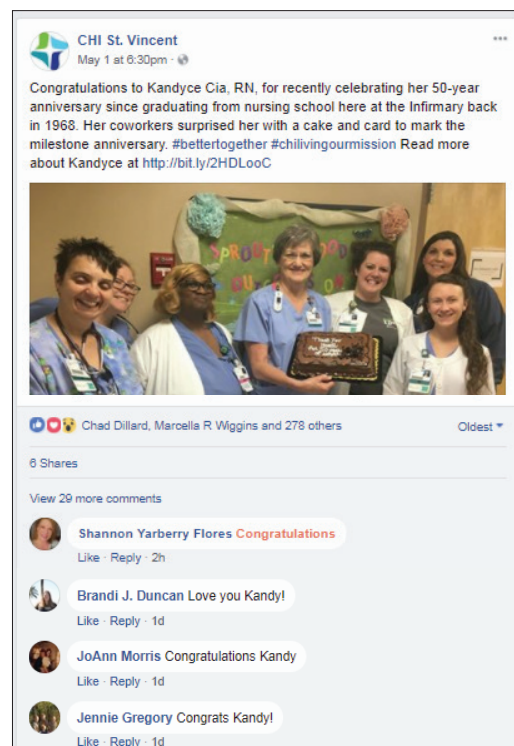 CHI St. Vincent
May 1 at 6:30pm ·
Congratulations to Kandyce Cia, RN, for recently celebrating her 50-year
anniversary since graduating from nursing school here at the Infirmary back
in 1968. Her coworkers surprised her with a cake and card to mark the
milestone anniversary. #bettertogether #chilivingourmission Read more
about Kandyce at http://bit.ly/2HDLooC
SPROUT
Chad Dillard, Marcella R Wiggins and 278 others
Oldest
6 Shares
View 29 more comments
Shannon Yarberry Flores Congratulations
Like · Reply · 2h
Brandi J. Duncan Love you Kandy!
Like · Reply · 1d
JoAnn Morris Congratulations Kandy
Like · Reply · 1d
Jennie Gregory Congrats Kandy!
Like · Reply · 1d